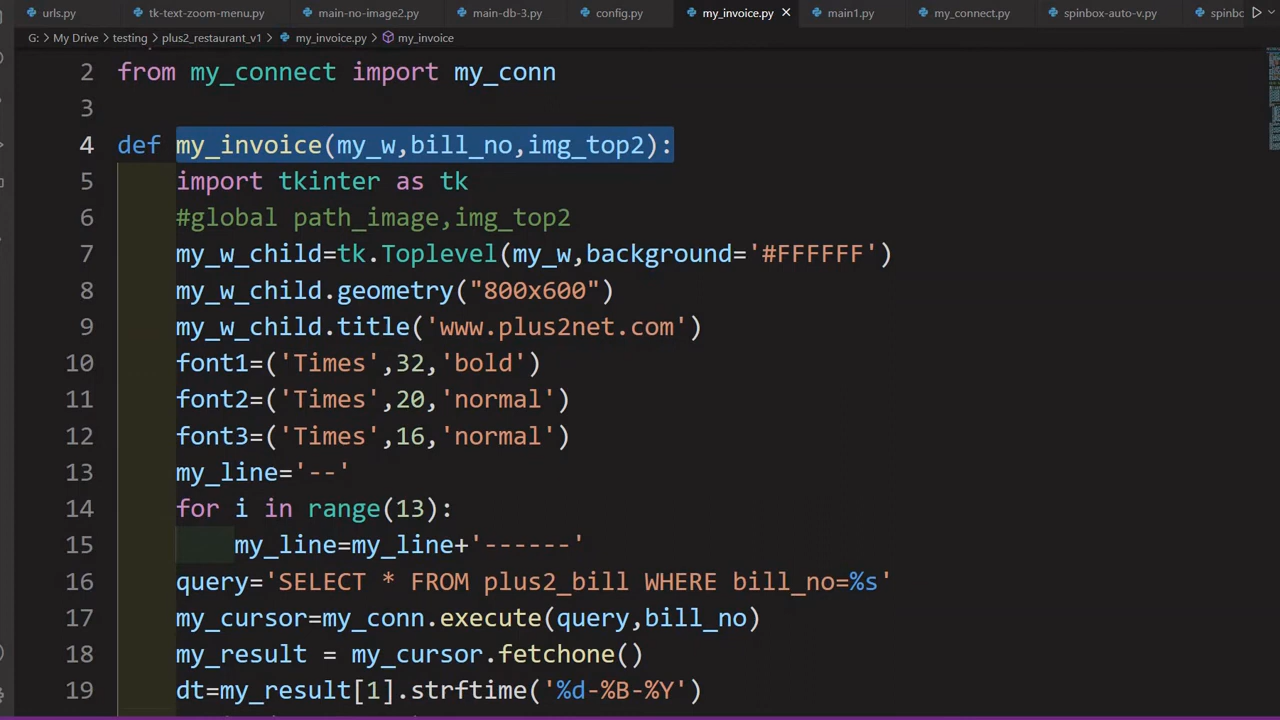 urls.py tk-text-zoom-menu.py main-no-image2.py main-db-3.py config.py my_invoice.py main1.py my_connect.py spinbox-auto-v.py spinbo
G: > My Drive > testing > plus2_restaurant_v1 > my_invoice.py > my_invoice
2 from my_connect import my_conn
3
4 def my_invoice(my_w,bill_no,img_top2):
5 import tkinter as tk
6 #global path_image,img_top2
7 my_w_child=tk.Toplevel(my_w,background='#FFFFFF')
8 my_w_child.geometry("800x600")
9 my_w_child.title('www.plus2net.com')
10 font1=('Times',32,'bold')
11 font2=('Times',20,'normal')
12 font3=('Times',16,'normal')
13 my_line='--'
14 for i in range(13):
15 my_line=my_line+'------'
16 query='SELECT * FROM plus2_bill WHERE bill_no=%s'
17 my_cursor=my_conn.execute(query,bill_no)
18 my_result = my_cursor.fetchone()
19 dt=my_result[1].strftime('%d-%B-%Y')